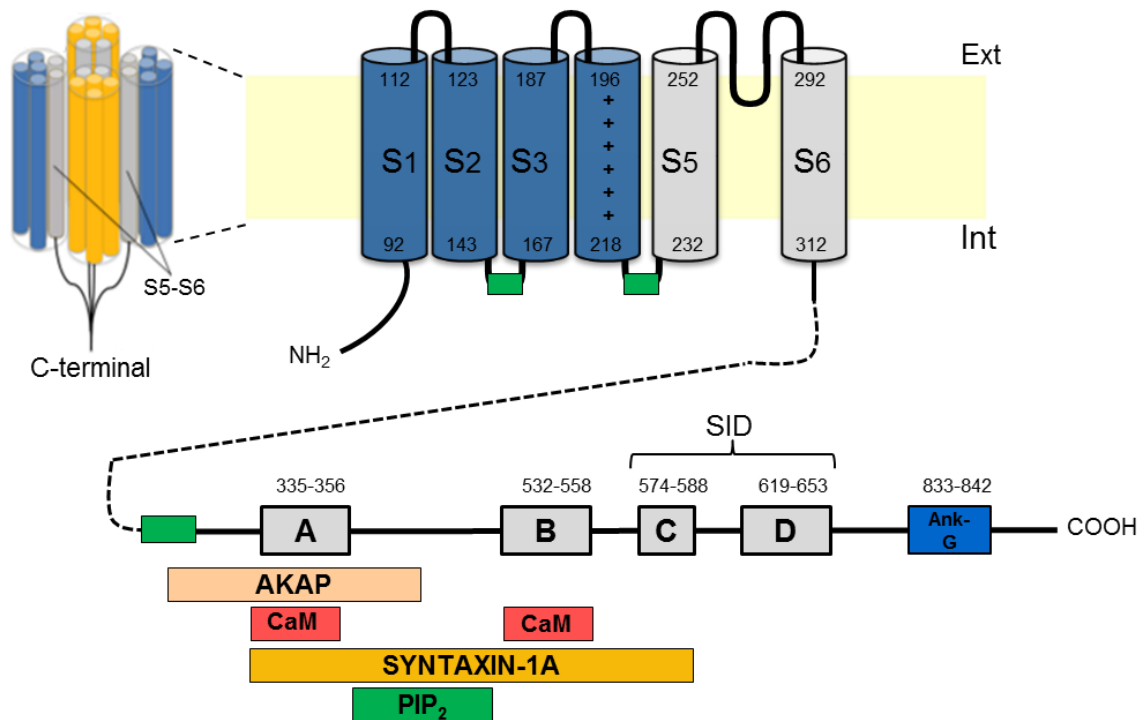 Ext
112
123
187
196
252
292
+
+
+
+
+
+
S1
S2
S3
S5
S6
92
143
167
218
232
312
Int
S5-S6
C-terminal
NH₂
SID
335-356
532-558
574-588
619-653
833-842
A
B
C
D
Ank-
G
COOH
AKAP
CaM
CaM
SYNTAXIN-1A
PIP₂